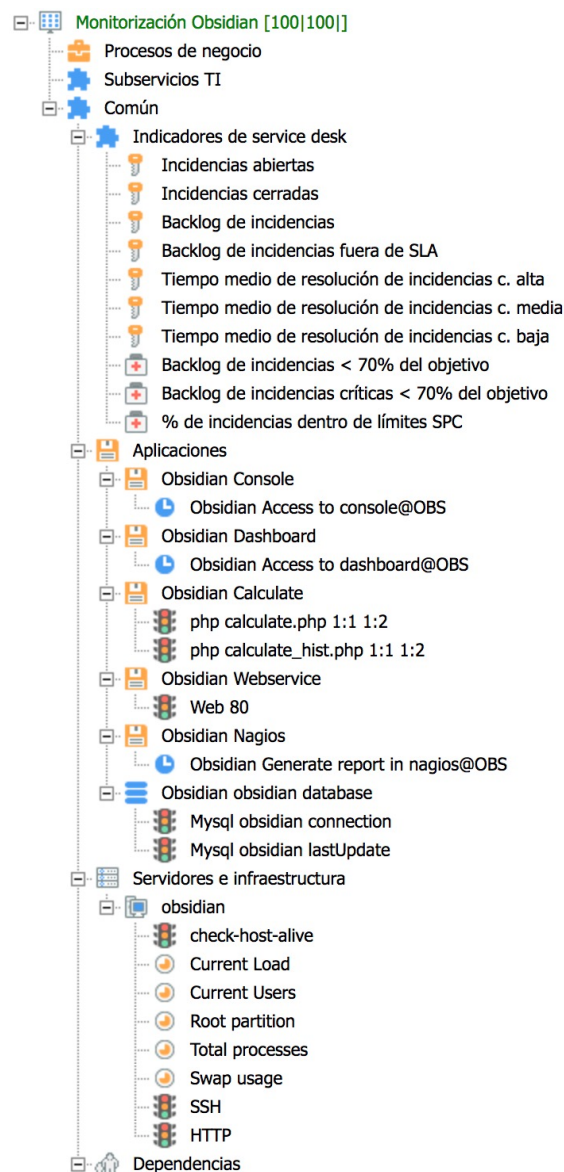 Monitorización Obsidian [100|100|]
Procesos de negocio
Subservicios TI
Común
Indicadores de service desk
Incidencias abiertas
Incidencias cerradas
Backlog de incidencias
Backlog de incidencias fuera de SLA
Tiempo medio de resolución de incidencias c. alta
Tiempo medio de resolución de incidencias c. media
Tiempo medio de resolución de incidencias c. baja
Backlog de incidencias < 70% del objetivo
Backlog de incidencias críticas < 70% del objetivo
% de incidencias dentro de límites SPC
Aplicaciones
Obsidian Console
Obsidian Access to console@OBS
Obsidian Dashboard
Obsidian Access to dashboard@OBS
Obsidian Calculate
php calculate.php 1:1 1:2
php calculate_hist.php 1:1 1:2
Obsidian Webservice
Web 80
Obsidian Nagios
Obsidian Generate report in nagios@OBS
Obsidian obsidian database
Mysql obsidian connection
Mysql obsidian lastUpdate
Servidores e infraestructura
obsidian
check-host-alive
Current Load
Current Users
Root partition
Total processes
Swap usage
SSH
HTTP
Dependencias